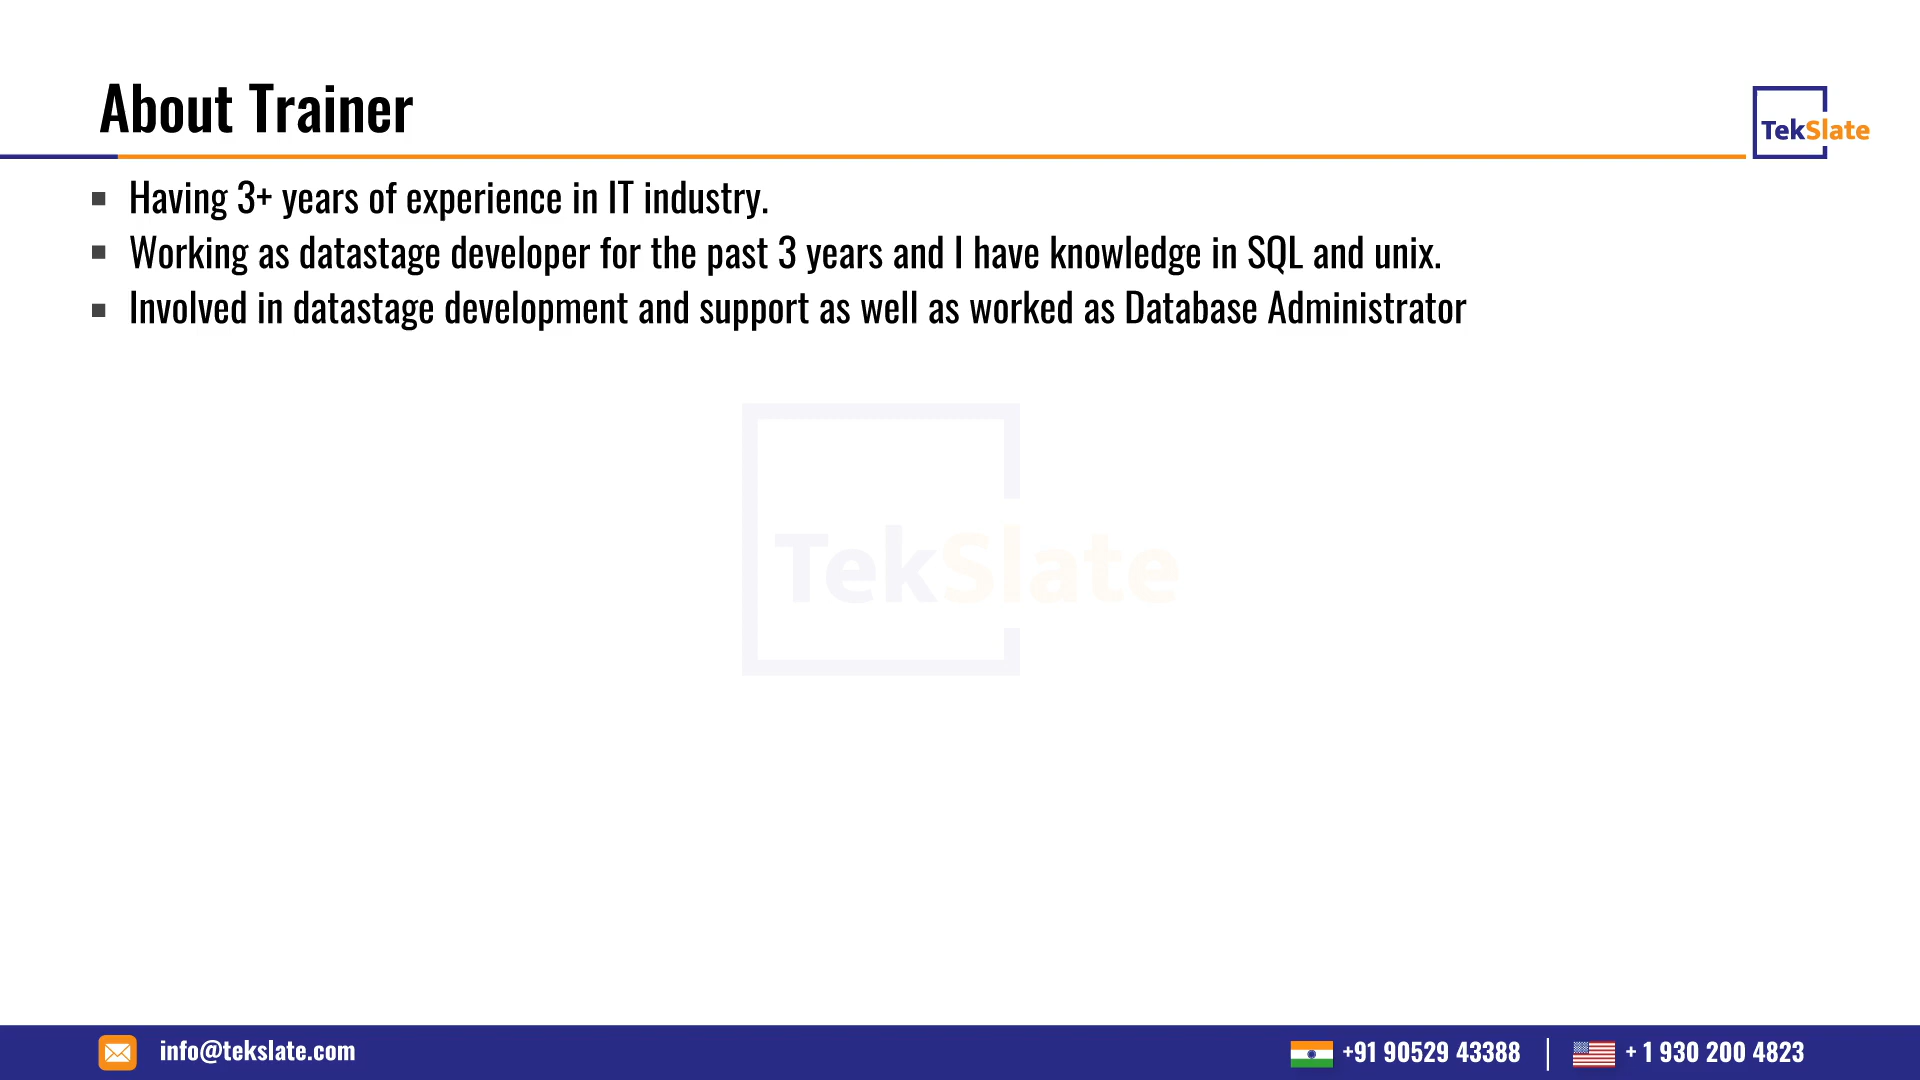 About Trainer
TekSlate
Having 3+ years of experience in IT industry.
Working as datastage developer for the past 3 years and I have knowledge in SQL and unix.
Involved in datastage development and support as well as worked as Database Administrator
TekSlate
info@tekslate.com
+91 90529 43388
+ 1 930 200 4823